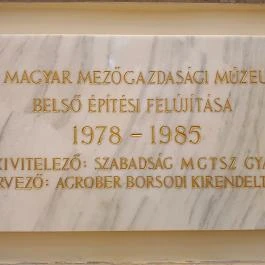 MAGYAR MEZŐGAZDASÁGI MÚZEU
BELSŐ ÉPÍTÉSI FELÚJÍTÁSA
1978 - 1985
KIVITELEZŐ: SZABADSÁG MGTSZ GYA
RVEZŐ: AGROBER BORSODI KIRENDELT